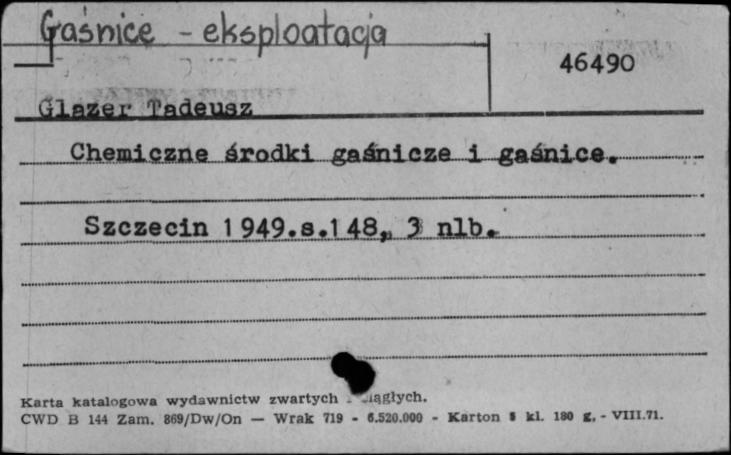 Gaśnice - eksploatacja
46490
Glazer Tadeusz
Chemiczne środki gaśnicze i gaśnice.
Szczecin 1949.s.148, 3 nlb.
Karta katalogowa wydawnictw zwartych
CWD B 144 Zam. 869/Dw/On — Wrak 719 - 6.520.000 - Karton kl. 180 g. - VIII.71.